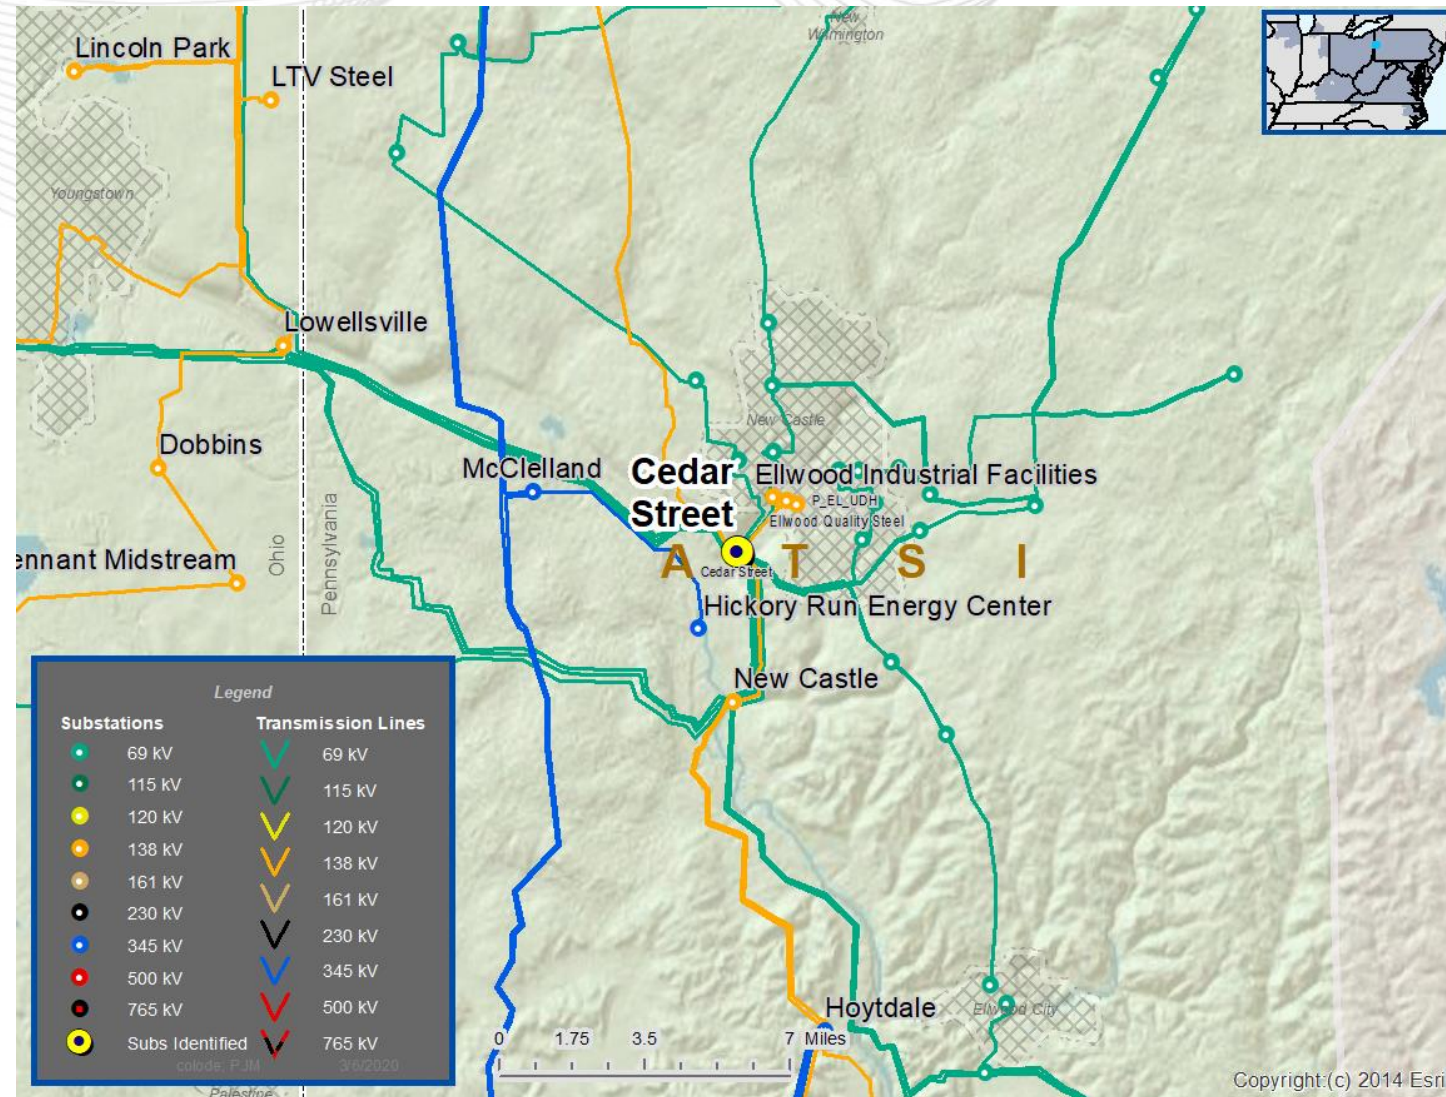 New
Wilmington
Lincoln Park
LTV Steel
Youngstown
Lowellsville
New Castle
Dobbins
McClelland
Cedar
Street
Ellwood Industrial Facilities
P_EL_UDH
Ellwood Quality Steel
ennant Midstream
Ohio
Pennsylvania
A T S I
Cedar Street
Hickory Run Energy Center
New Castle
Legend
Substations
69 kV
115 kV
120 kV
138 kV
161 kV
230 kV
345 kV
500 kV
765 kV
Subs Identified
Transmission Lines
69 kV
115 kV
120 kV
138 kV
161 kV
230 kV
345 kV
500 kV
765 kV
3/6/2020
Hoytdale
Ellwood City
0 1.75 3.5 7 Miles
Palestine
Copyright:(c) 2014 Esri